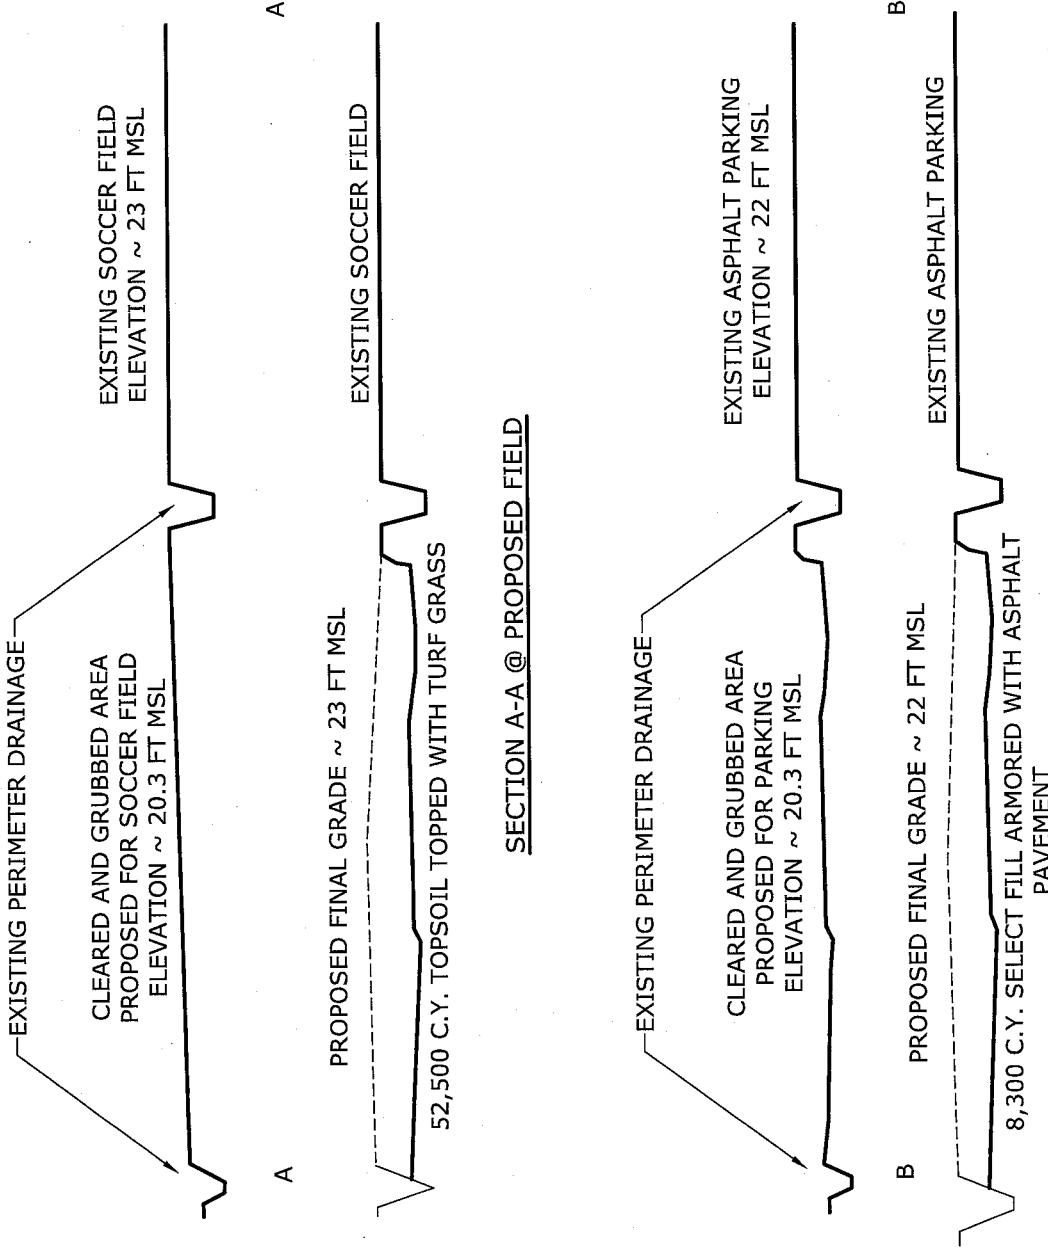 EXISTING PERIMETER DRAINAGE
CLEARED AND GRUBBED AREA
PROPOSED FOR SOCCER FIELD
ELEVATION ~ 20.3 FT MSL
EXISTING SOCCER FIELD
ELEVATION ~ 23 FT MSL
A
A
PROPOSED FINAL GRADE ~ 23 FT MSL
EXISTING SOCCER FIELD
52,500 C.Y. TOPSOIL TOPPED WITH TURF GRASS
SECTION A-A @ PROPOSED FIELD
EXISTING PERIMETER DRAINAGE
CLEARED AND GRUBBED AREA
PROPOSED FOR PARKING
ELEVATION ~ 20.3 FT MSL
EXISTING ASPHALT PARKING
ELEVATION ~ 22 FT MSL
B
B
PROPOSED FINAL GRADE ~ 22 FT MSL
EXISTING ASPHALT PARKING
8,300 C.Y. SELECT FILL ARMORED WITH ASPHALT
PAVEMENT